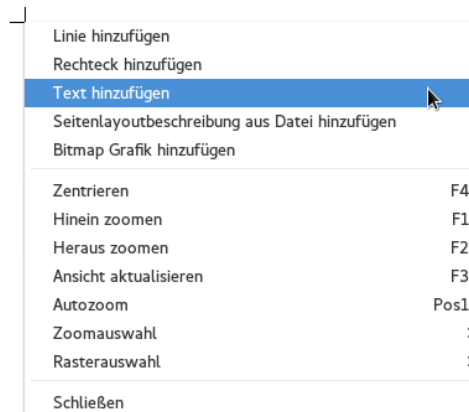 Linie hinzufügen
Rechteck hinzufügen
Text hinzufügen
Seitenlayoutbeschreibung aus Datei hinzufügen
Bitmap Grafik hinzufügen
Zentrieren F4
Hinein zoomen F1
Heraus zoomen F2
Ansicht aktualisieren F3
Autozoom Pos1
Zoomauswahl
Rasterauswahl
Schließen